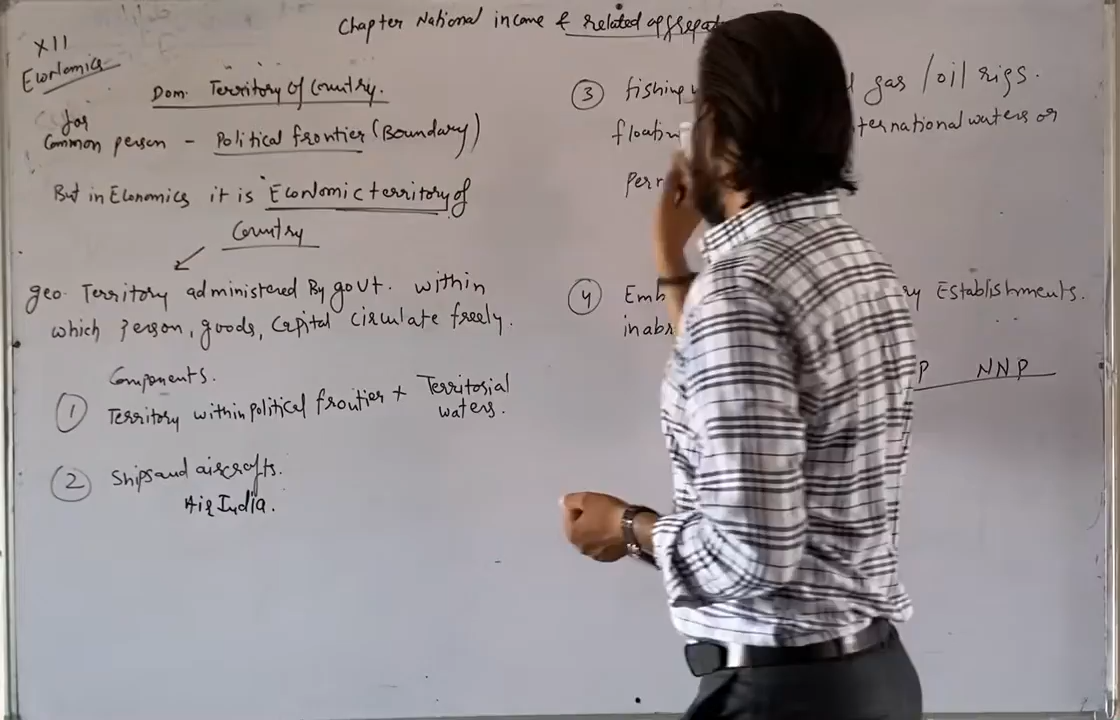 Chapter National income & related aggregat
XII
Economics
Dom. Territory of Country.
for
Common person - Political frontier (Boundary)
But in Economics it is Economic territory of
Country
geo. Territory administered By govt. within
which person, goods, Capital circulate freely.
Components.
① Territory within political frontier + Territorial
waters.
② Ships and aircrafts.
Air India.
③ fishing gas / oil rigs.
floatin ternational waters or
④ Emb ry Establishments.
in abr
P NNP